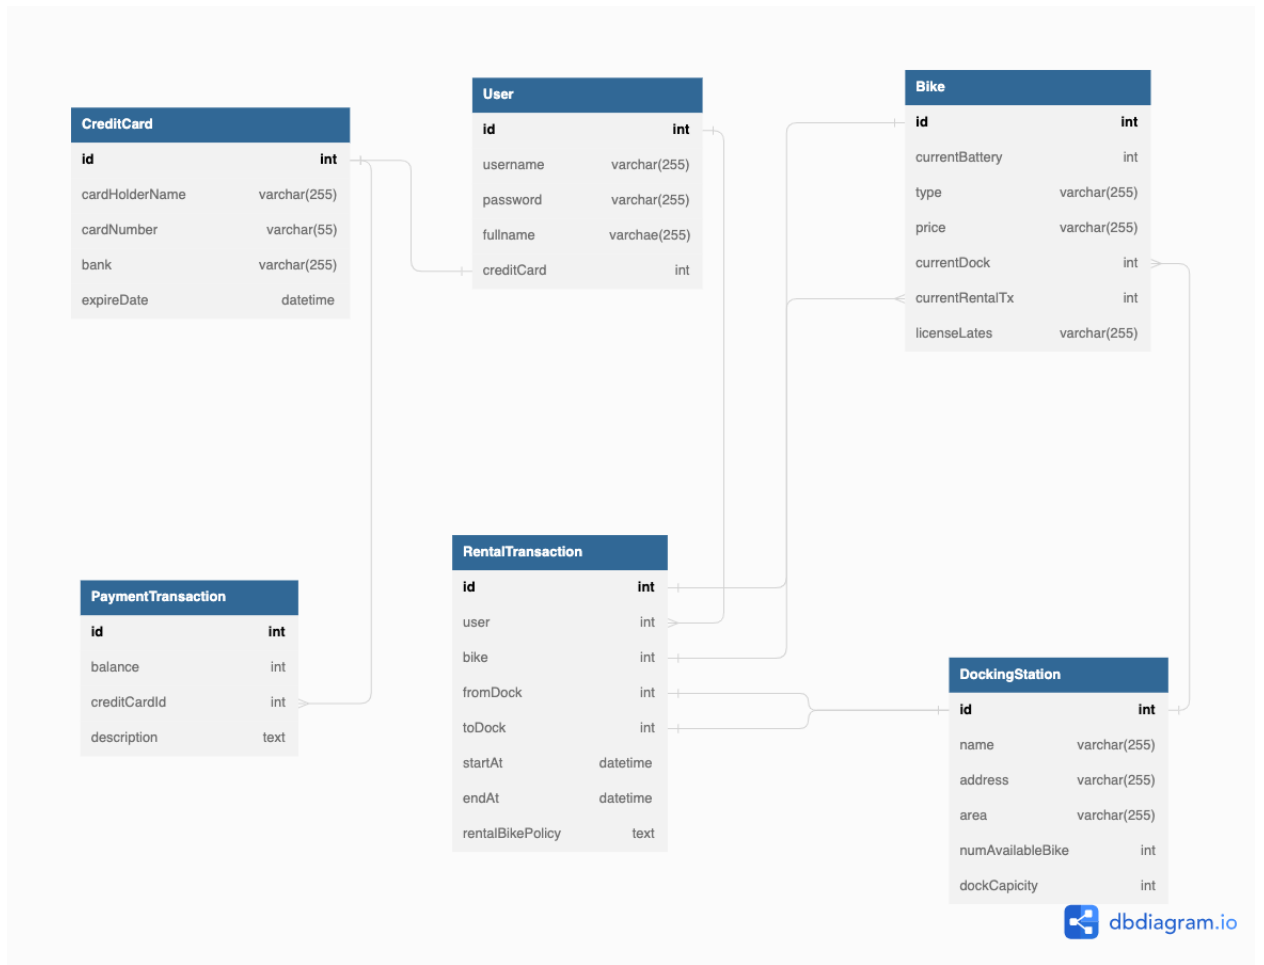 CreditCard
id int
cardHolderName varchar(255)
cardNumber varchar(55)
bank varchar(255)
expireDate datetime
User
id int
username varchar(255)
password varchar(255)
fullname varchae(255)
creditCard int
Bike
id int
currentBattery int
type varchar(255)
price varchar(255)
currentDock int
currentRentalTx int
licenseLates varchar(255)
PaymentTransaction
id int
balance int
creditCardId int
description text
RentalTransaction
id int
user int
bike int
fromDock int
toDock int
startAt datetime
endAt datetime
rentalBikePolicy text
DockingStation
id int
name varchar(255)
address varchar(255)
area varchar(255)
numAvailableBike int
dockCapicity int
dbdiagram.io